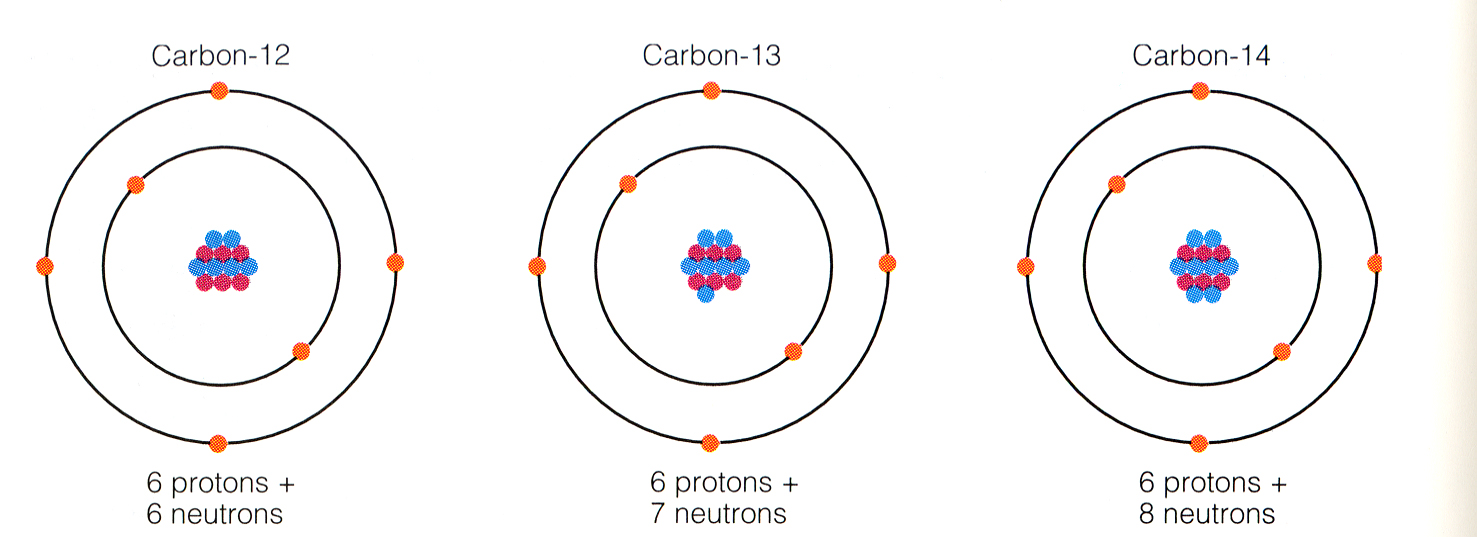 Carbon-12
Carbon-13
Carbon-14
6 protons +
6 neutrons
6 protons +
7 neutrons
6 protons +
8 neutrons